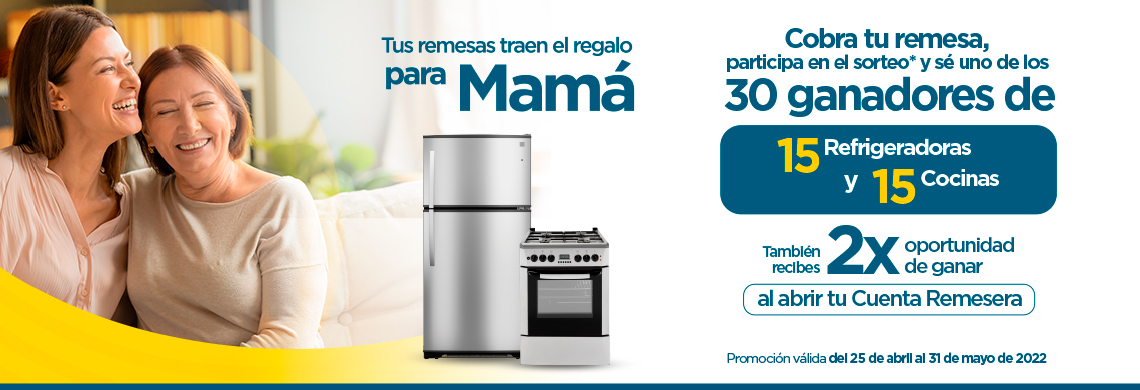 Tus remesas traen el regalo
para Mamá
Cobra tu remesa,
participa en el sorteo* y sé uno de los
30 ganadores de
15 Refrigeradoras
y 15 Cocinas
También
recibes
2x
oportunidad
de ganar
al abrir tu Cuenta Remesera
Promoción válida del 25 de abril al 31 de mayo de 2022